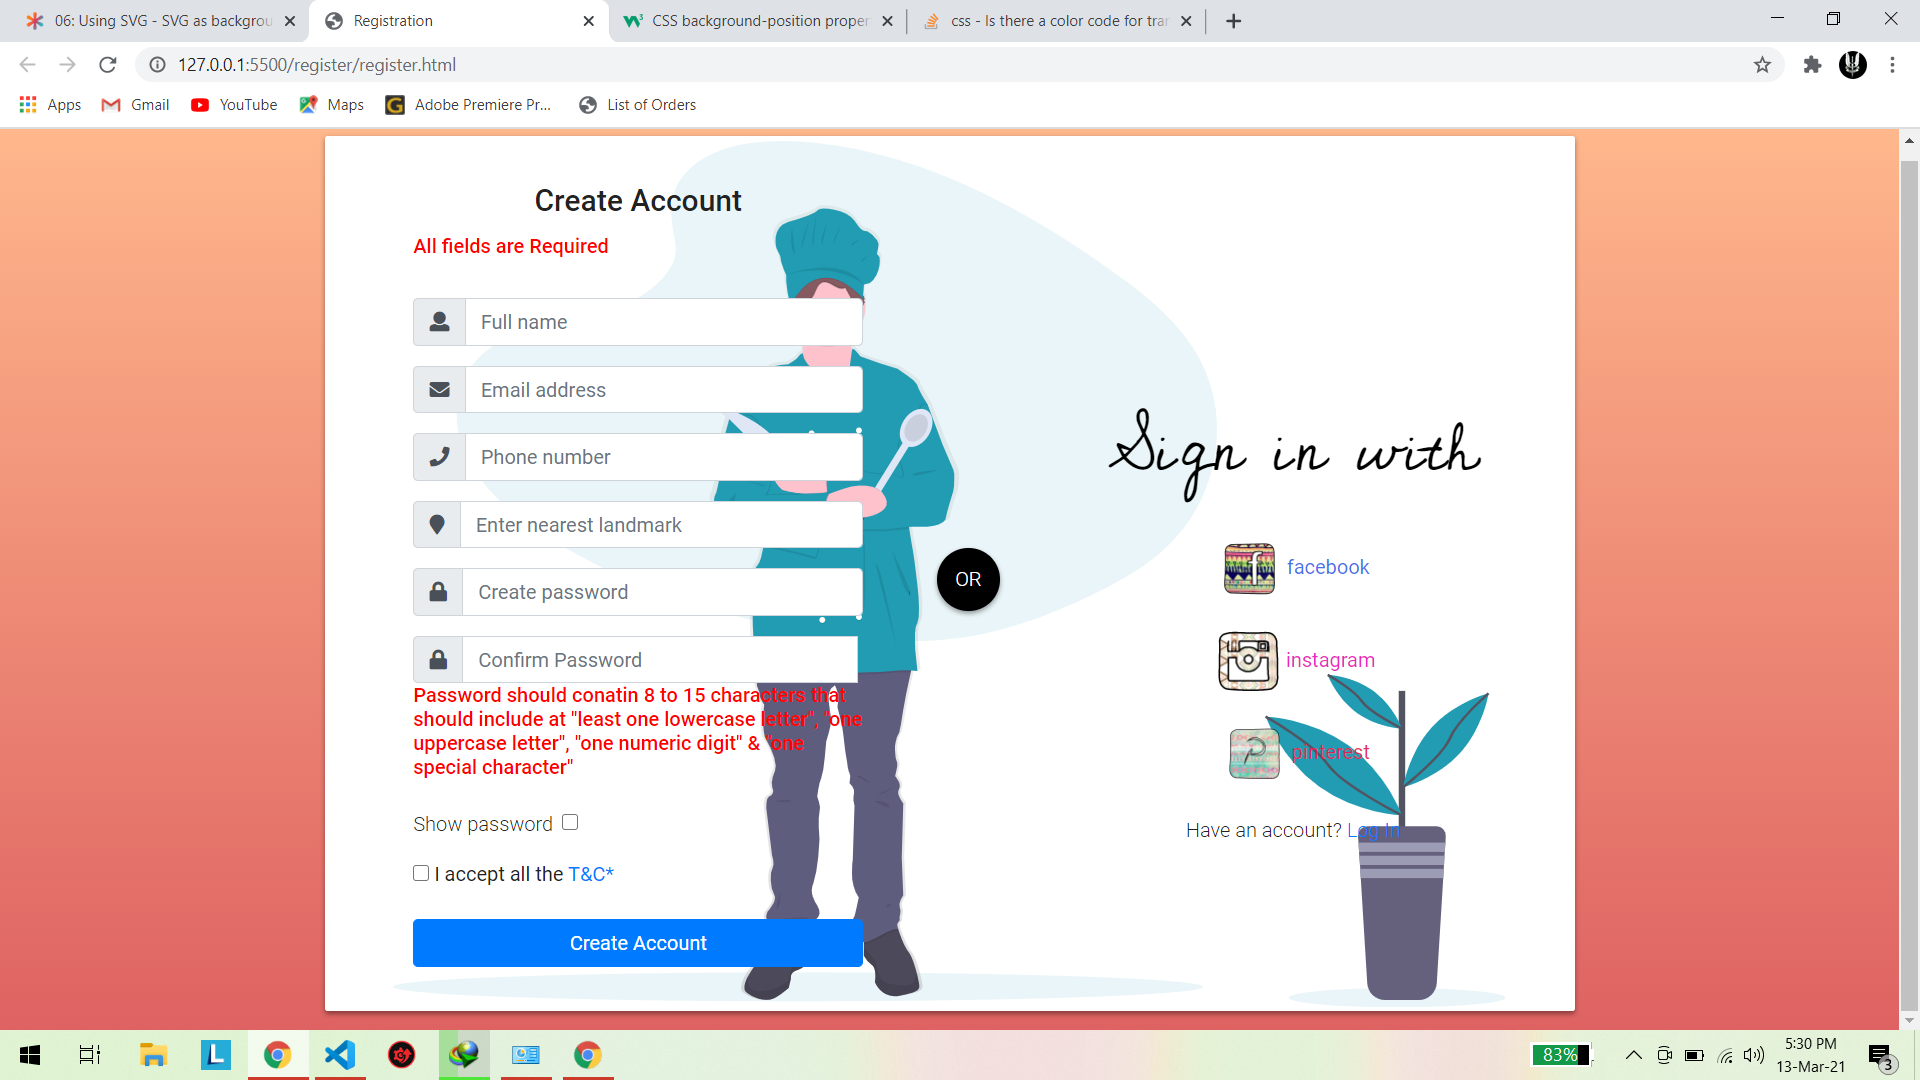 06: Using SVG - SVG as backgrou
Registration
CSS background-position proper
css - Is there a color code for tran
127.0.0.1:5500/register/register.html
Apps
Gmail
YouTube
Maps
Adobe Premiere Pr...
List of Orders
Create Account
All fields are Required
Full name
Email address
Phone number
Enter nearest landmark
Create password
Confirm Password
Password should conatin 8 to 15 characters that
should include at "least one lowercase letter", "one
uppercase letter", "one numeric digit" & "one
special character"
Show password
I accept all the T&C*
Create Account
OR
Sign in with
facebook
instagram
pinterest
Have an account? Log In
83%
5:30 PM
13-Mar-21
3